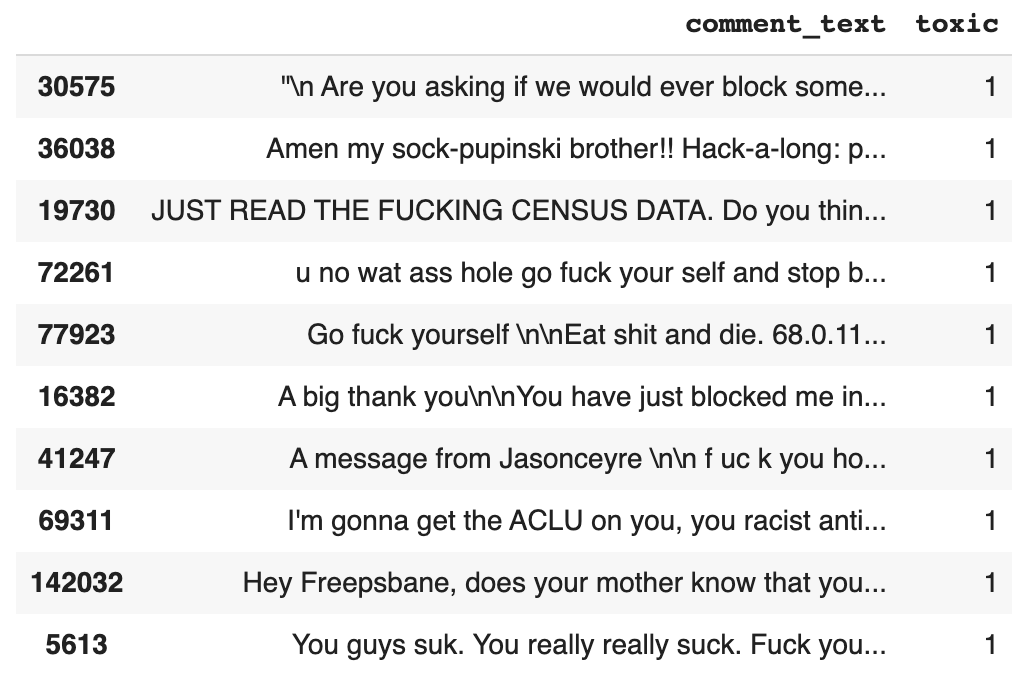 comment_text toxic
30575 "\n Are you asking if we would ever block some... 1
36038 Amen my sock-pupinski brother!! Hack-a-long: p... 1
19730 JUST READ THE FUCKING CENSUS DATA. Do you thin... 1
72261 u no wat ass hole go fuck your self and stop b... 1
77923 Go fuck yourself \n\nEat shit and die. 68.0.11... 1
16382 A big thank you\n\nYou have just blocked me in... 1
41247 A message from Jasonceyre \n\n f uc k you ho... 1
69311 I'm gonna get the ACLU on you, you racist anti... 1
142032 Hey Freepsbane, does your mother know that you... 1
5613 You guys suk. You really really suck. Fuck you... 1